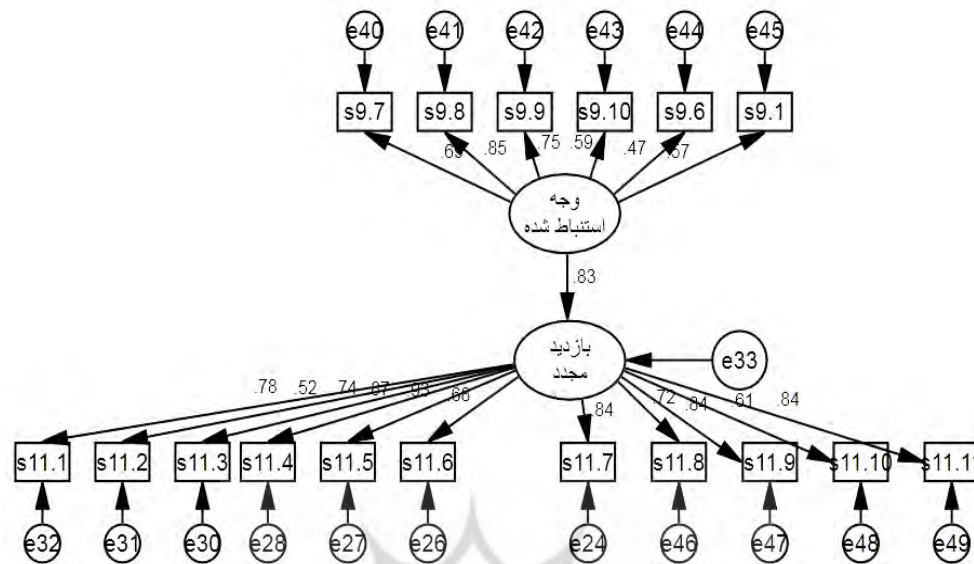 e40 e41 e42 e43 e44 e45
s9.7 s9.8 s9.9 s9.10 s9.6 s9.1
.85 .75 .59 .47
وجه
استنباط شده
.83
بازدید
مجدد
e33
.78 .52 .74 .87 .93 .68 .84 .72 .84 .61 .84
s11.1 s11.2 s11.3 s11.4 s11.5 s11.6 s11.7 s11.8 s11.9 s11.10 s11.11
e32 e31 e30 e28 e27 e26 e24 e46 e47 e48 e49